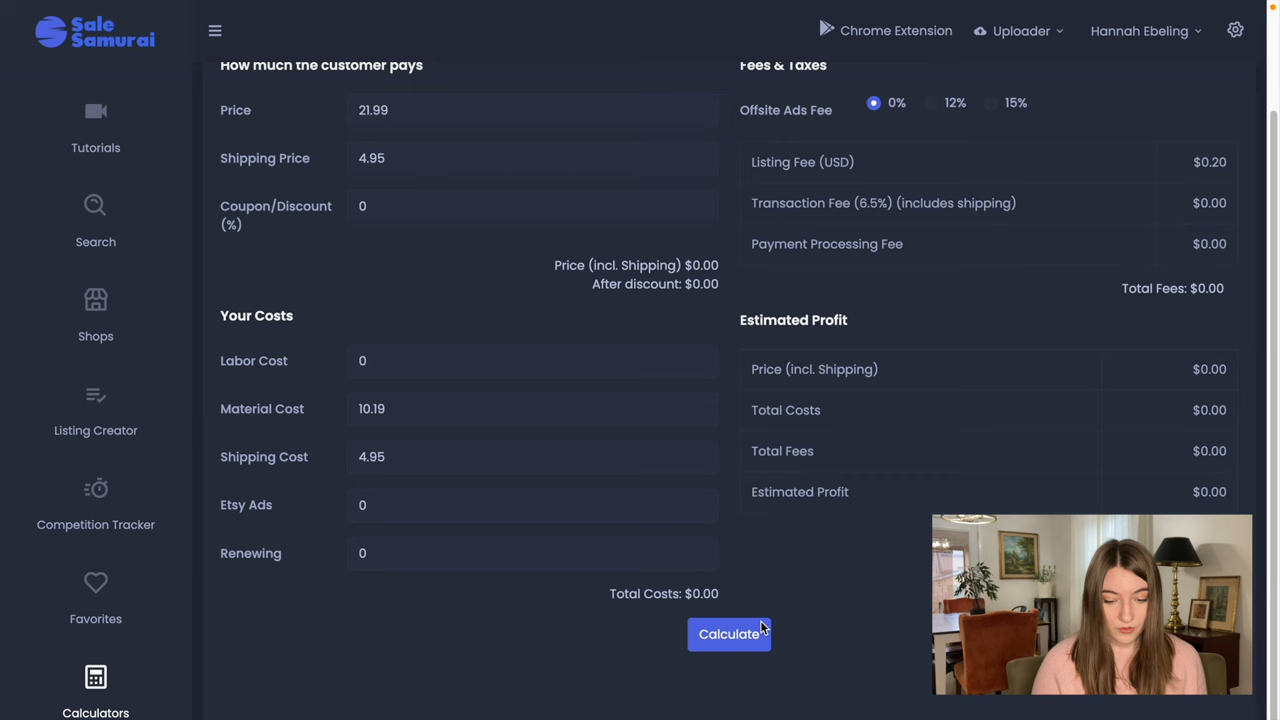 Sale
Samurai
Chrome Extension
Uploader
Hannah Ebeling
Tutorials
Search
Shops
Listing Creator
Competition Tracker
Favorites
Calculators
How much the customer pays
Price 21.99
Shipping Price 4.95
Coupon/Discount 0
(%)
Price (incl. Shipping) $0.00
After discount: $0.00
Your Costs
Labor Cost 0
Material Cost 10.19
Shipping Cost 4.95
Etsy Ads 0
Renewing 0
Total Costs: $0.00
Calculate
Fees & Taxes
Offsite Ads Fee 0% 12% 15%
Listing Fee (USD) $0.20
Transaction Fee (6.5%) (includes shipping) $0.00
Payment Processing Fee $0.00
Total Fees: $0.00
Estimated Profit
Price (incl. Shipping) $0.00
Total Costs $0.00
Total Fees $0.00
Estimated Profit $0.00